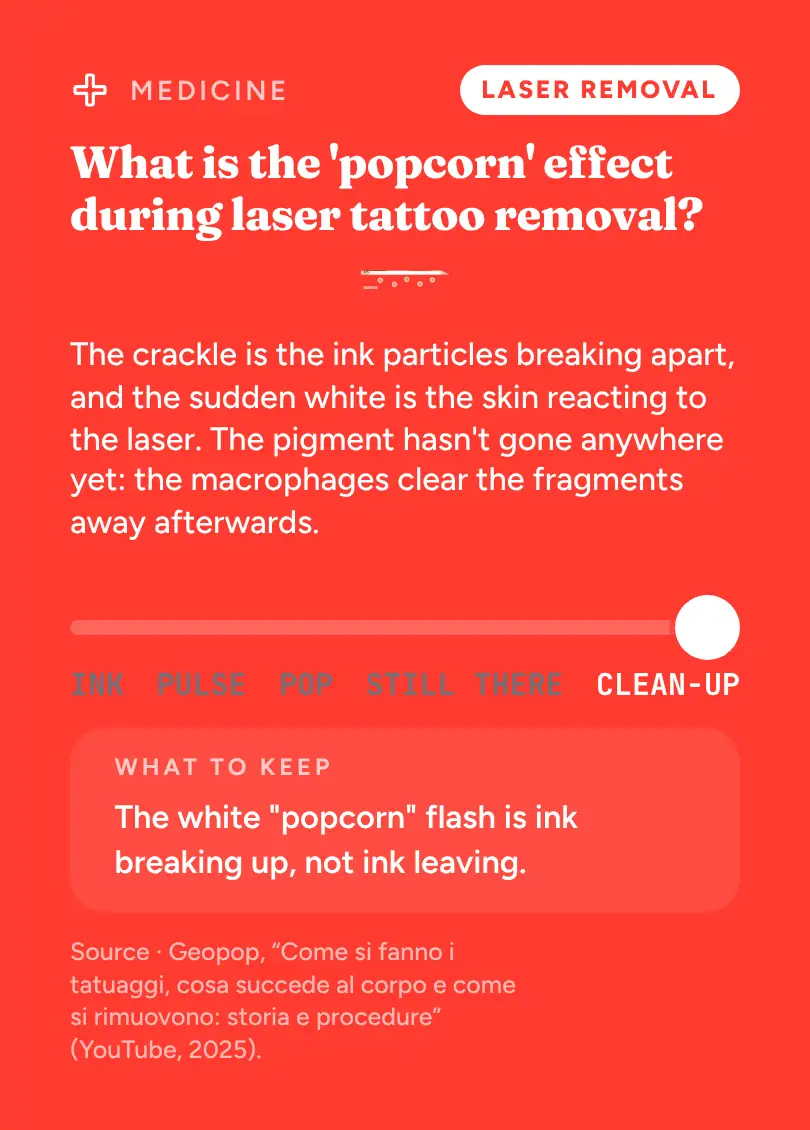 MEDICINE
LASER REMOVAL
What is the 'popcorn' effect
during laser tattoo removal?
The crackle is the ink particles breaking apart,
and the sudden white is the skin reacting to
the laser. The pigment hasn't gone anywhere
yet: the macrophages clear the fragments
away afterwards.
INK PULSE POP STILL THERE CLEAN-UP
WHAT TO KEEP
The white "popcorn" flash is ink
breaking up, not ink leaving.
Source · Geopop, “Come si fanno i
tatuaggi, cosa succede al corpo e come
si rimuovono: storia e procedure”
(YouTube, 2025).